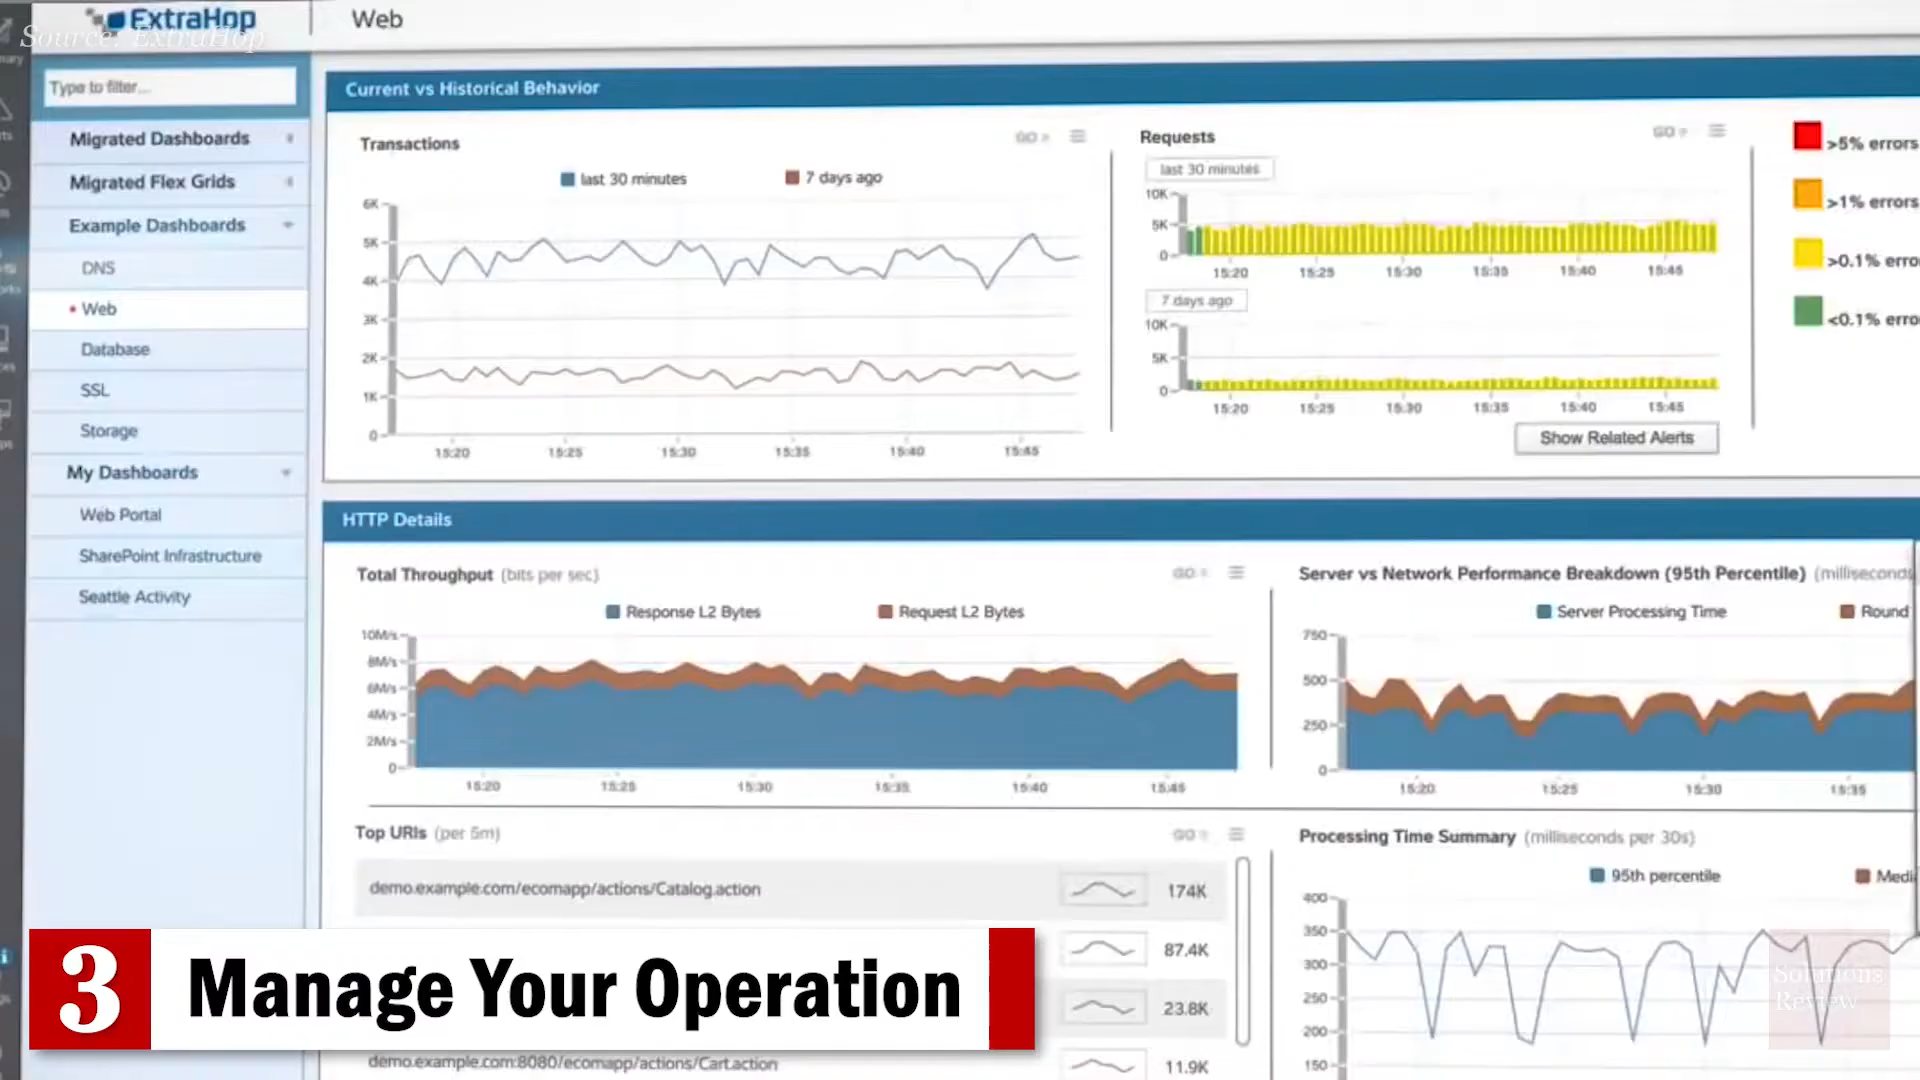 ExtraHop
Source: ExtraHop
Web
Type to filter...
Migrated Dashboards
Migrated Flex Grids
Example Dashboards
DNS
Web
Database
SSL
Storage
My Dashboards
Web Portal
SharePoint Infrastructure
Seattle Activity
Current vs Historical Behavior
Transactions
GO
last 30 minutes
7 days ago
6K
5K
4K
3K
2K
1K
0
15:20
15:25
15:30
15:35
15:40
15:45
Requests
GO
last 30 minutes
10K
5K
0
15:20
15:25
15:30
15:35
15:40
15:45
7 days ago
10K
5K
0
15:20
15:25
15:30
15:35
15:40
15:45
Show Related Alerts
>5% errors
>1% errors
>0.1% erro
<0.1% erro
HTTP Details
Total Throughput (bits per sec)
GO
Response L2 Bytes
Request L2 Bytes
10M/s
8M/s
6M/s
4M/s
2M/s
0
15:20
15:25
15:30
15:35
15:40
15:45
Server vs Network Performance Breakdown (95th Percentile) (milliseconds
Server Processing Time
Round
750
500
250
0
15:20
15:25
15:30
15:35
Top URIs (per 5m)
GO
demo.example.com/ecomapp/actions/Catalog.action
174K
87.4K
23.8K
demo.example.com:8080/ecomapp/actions/Cart.action
11.9K
Processing Time Summary (milliseconds per 30s)
95th percentile
Medi
400
350
300
250
200
150
3
Manage Your Operation
Solutions
Review